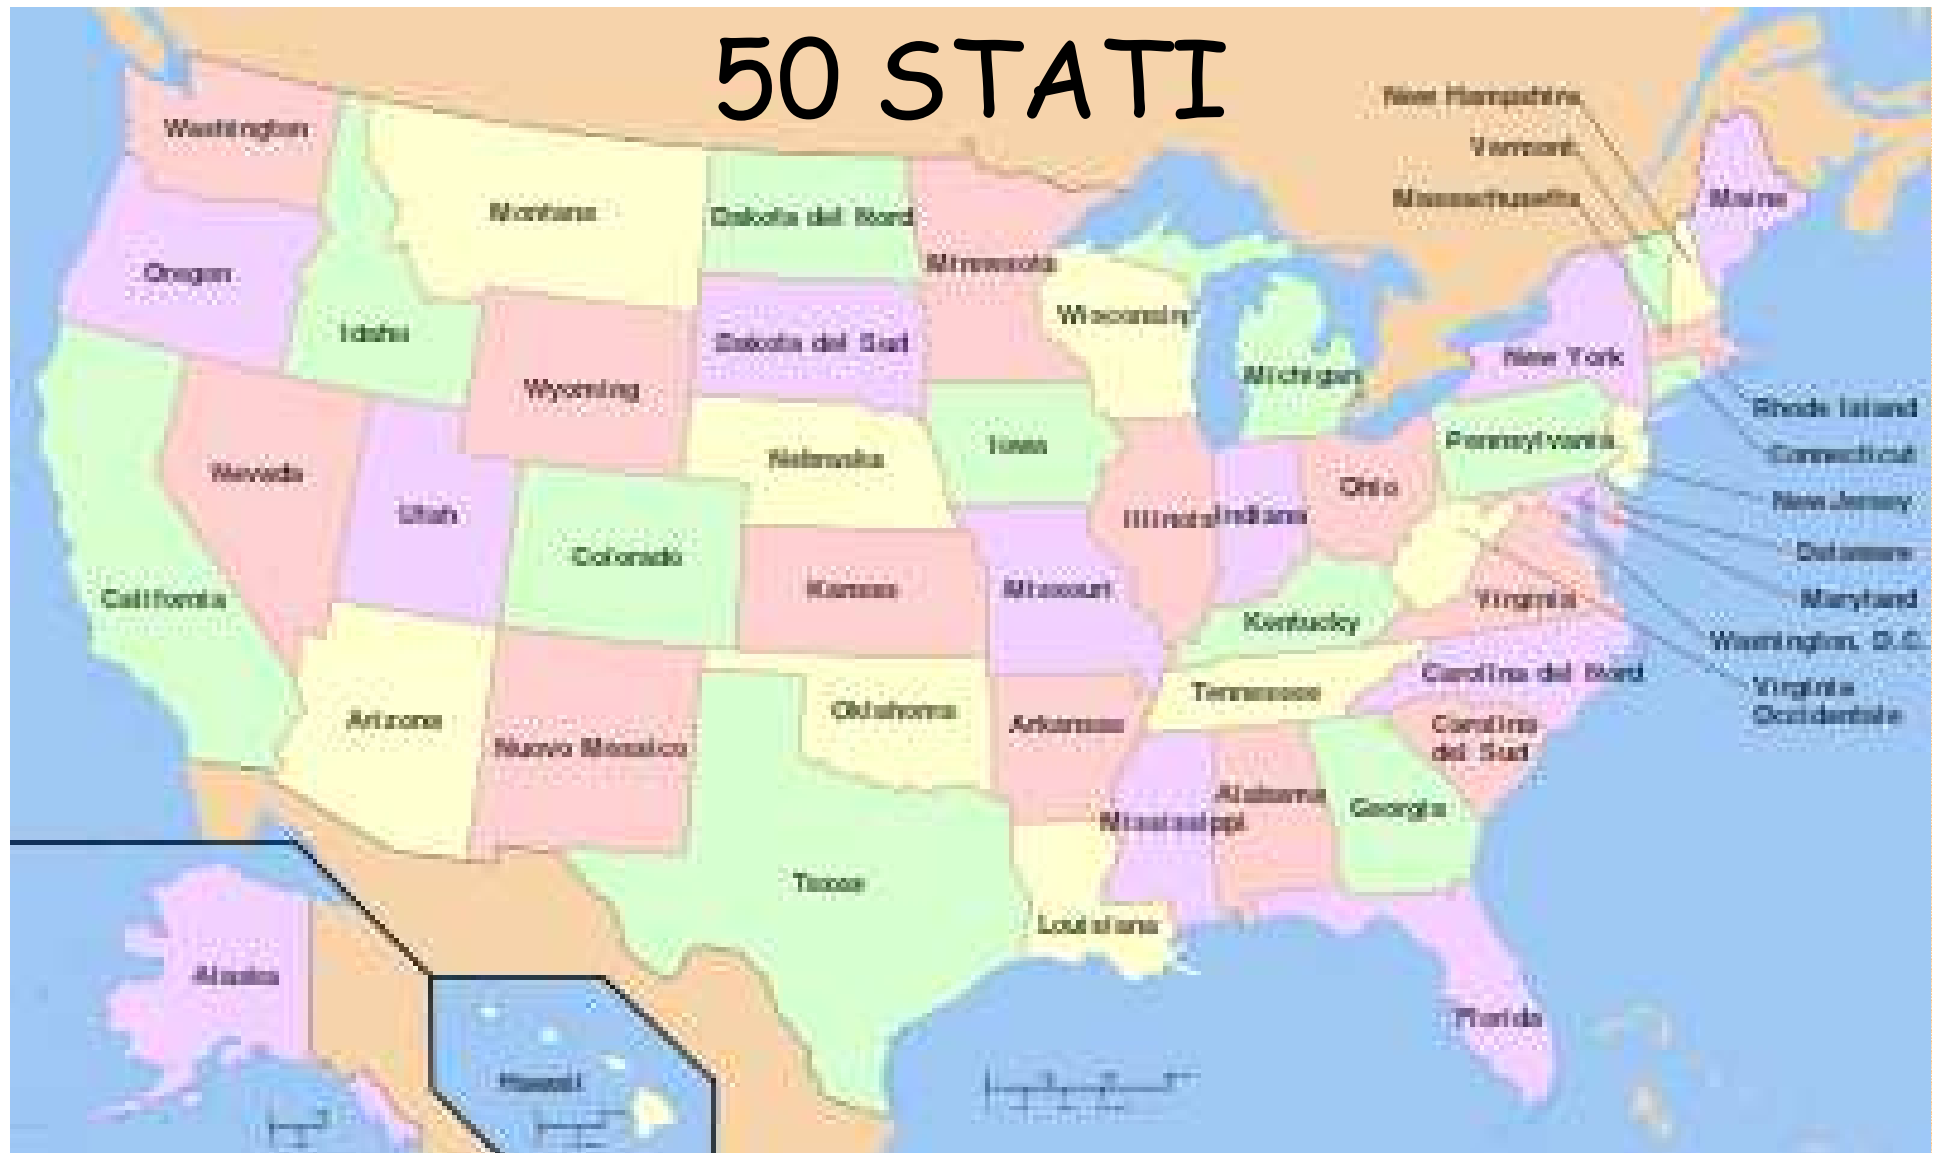 50 STATI
New Hampshire
Vermont
Massachusetts
Washington
Maine
Montana
Dakota del Nord
Minnesota
Oregon
Idaho
Wisconsin
Dakota del Sud
New York
Michigan
Wyoming
Rhode Island
Pennsylvania
Iowa
Connecticut
Nebraska
Nevada
Ohio
New Jersey
Utah
Illinois
Indiana
Colorado
Delaware
Kansas
Missouri
California
Virginia
Maryland
Kentucky
Washington, D.C.
Carolina del Nord
Tennessee
Virginia
Occidentale
Arizona
Oklahoma
Arkansas
Carolina
del Sud
Nuovo Messico
Alabama
Georgia
Mississippi
Texas
Louisiana
Alaska
Florida
Hawaii